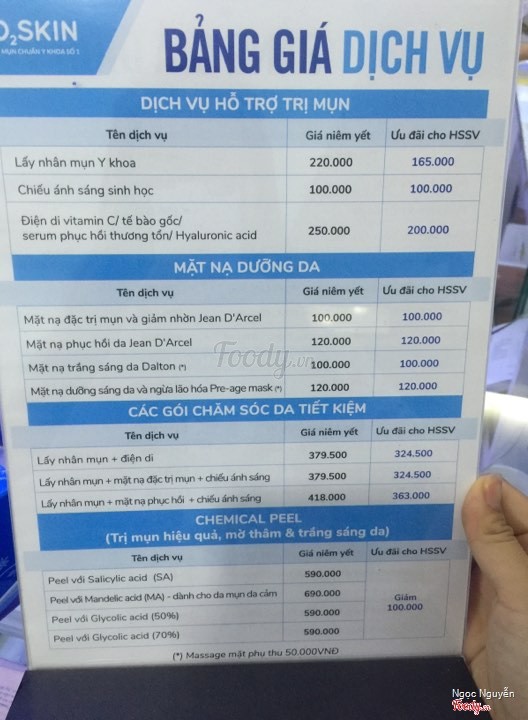 O₂SKIN
MỤN CHUẨN Y KHOA SỐ 1
BẢNG GIÁ DỊCH VỤ
DỊCH VỤ HỖ TRỢ TRỊ MỤN
Tên dịch vụ Giá niêm yết Ưu đãi cho HSSV
Lấy nhân mụn Y khoa 220.000 165.000
Chiếu ánh sáng sinh học 100.000 100.000
Điện di vitamin C/ tế bào gốc/
serum phục hồi thương tổn/ Hyaluronic acid 250.000 200.000
MẶT NẠ DƯỠNG DA
Tên dịch vụ Giá niêm yết Ưu đãi cho HSSV
Mặt nạ đặc trị mụn và giảm nhờn Jean D'Arcel 100.000 100.000
Mặt nạ phục hồi da Jean D'Arcel 120.000 120.000
Mặt nạ trắng sáng da Dalton (*) 100.000 100.000
Mặt nạ dưỡng sáng da và ngừa lão hóa Pre-age mask (*) 120.000 120.000
Foody.vn
CÁC GÓI CHĂM SÓC DA TIẾT KIỆM
Tên dịch vụ Giá niêm yết Ưu đãi cho HSSV
Lấy nhân mụn + điện di 379.500 324.500
Lấy nhân mụn + mặt nạ đặc trị mụn + chiếu ánh sáng 379.500 324.500
Lấy nhân mụn + mặt nạ phục hồi + chiếu ánh sáng 418.000 363.000
CHEMICAL PEEL
(Trị mụn hiệu quả, mờ thâm & trắng sáng da)
Tên dịch vụ Giá niêm yết Ưu đãi cho HSSV
Peel với Salicylic acid (SA) 590.000
Peel với Mandelic acid (MA) - dành cho da mụn da cảm 690.000
Giảm
100.000
Peel với Glycolic acid (50%) 590.000
Peel với Glycolic acid (70%) 590.000
(*) Massage mặt phụ thu 50.000VNĐ
Ngọc Nguyễn
Foody.vn